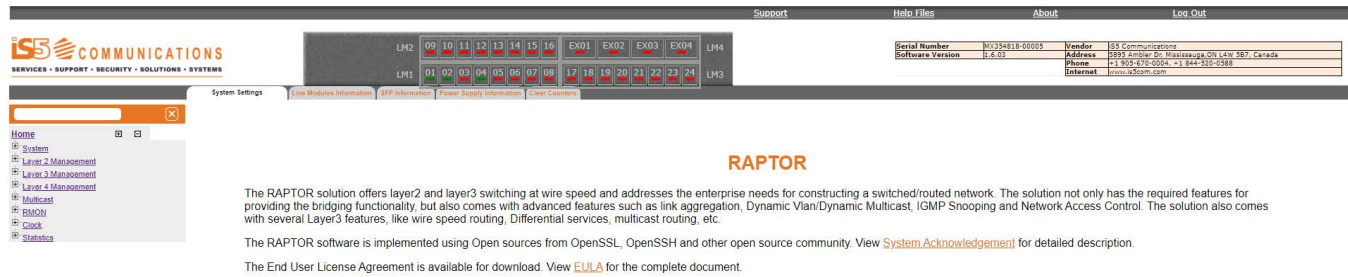 Support Help Files About Log Out
iS5 COMMUNICATIONS
SERVICES • SUPPORT • SECURITY • SOLUTIONS • SYSTEMS
LM2 09 10 11 12 13 14 15 16 EX01 EX02 EX03 EX04 LM4
LM1 01 02 03 04 05 06 07 08 17 18 19 20 21 22 23 24 LM3
Serial Number MX354818-00005 Vendor IS5 Communications
Software Version 1.6.03 Address 5895 Ambler Dr, Mississauga,ON L4W 5B7, Canada
Phone +1 905-670-0004, +1 844-520-0588
Internet www.is5com.com
System Settings Line Modules Information SFP Information Power Supply Information Clear Counters
Home
System
Layer 2 Management
Layer 3 Management
Layer 4 Management
Multicast
RMON
Clock
Statistics
RAPTOR
The RAPTOR solution offers layer2 and layer3 switching at wire speed and addresses the enterprise needs for constructing a switched/routed network. The solution not only has the required features for
providing the bridging functionality, but also comes with advanced features such as link aggregation, Dynamic Vlan/Dynamic Multicast, IGMP Snooping and Network Access Control. The solution also comes
with several Layer3 features, like wire speed routing, Differential services, multicast routing, etc.
The RAPTOR software is implemented using Open sources from OpenSSL, OpenSSH and other open source community. View System Acknowledgement for detailed description.
The End User License Agreement is available for download. View EULA for the complete document.